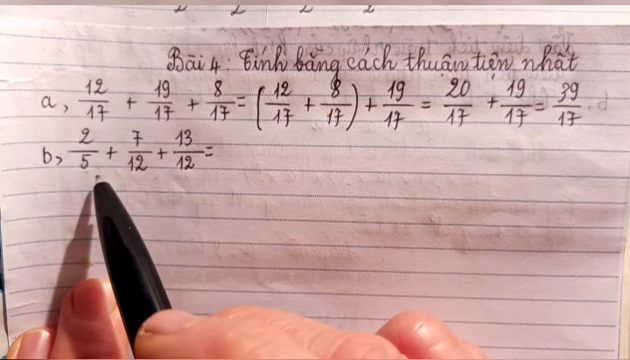 Bài 4: Tính bằng cách thuận tiện nhất
a, 12/17 + 19/17 + 8/17 = (12/17 + 8/17) + 19/17 = 20/17 + 19/17 = 39/17
b, 2/5 + 7/12 + 13/12 =